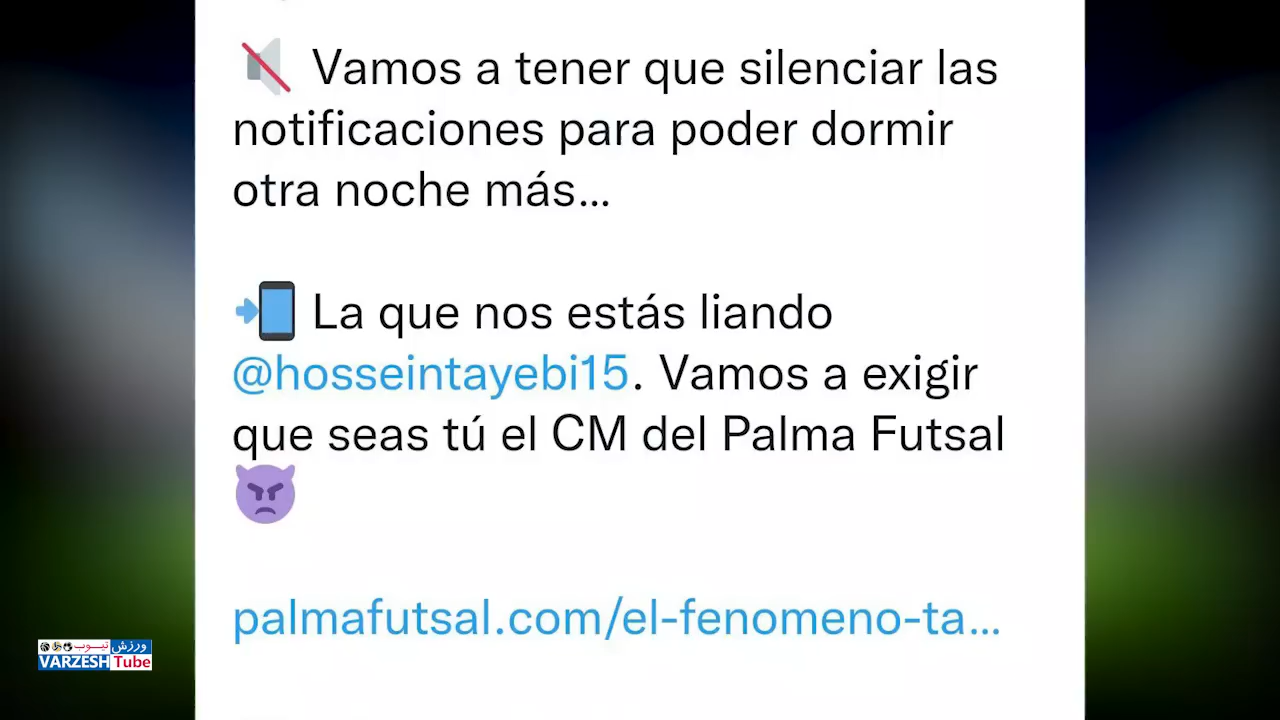 Vamos a tener que silenciar las
notificaciones para poder dormir
otra noche más...
La que nos estás liando
@hosseintayebi15. Vamos a exigir
que seas tú el CM del Palma Futsal
palmafutsal.com/el-fenomeno-ta...
ورزش تیوب
VARZESH Tube